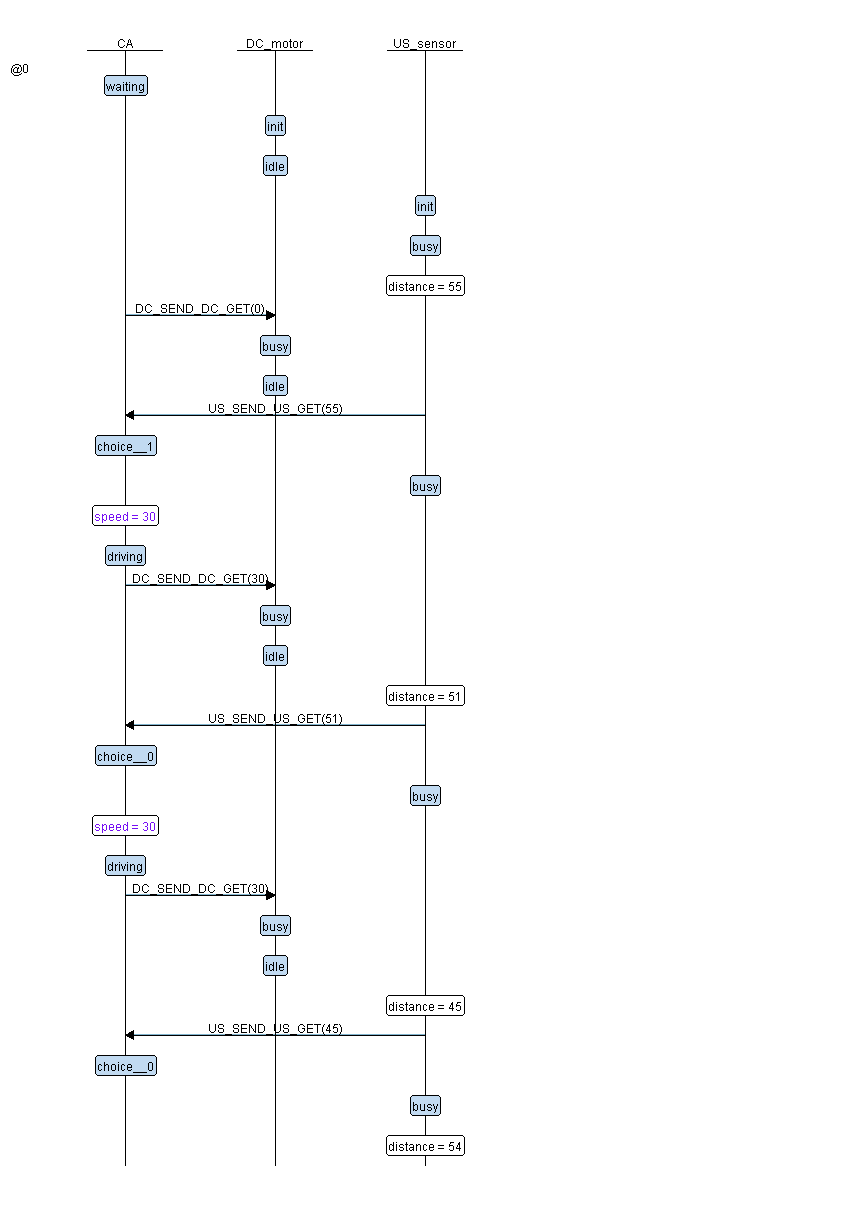 CA DC_motor US_sensor
@0
waiting
init
idle
init
busy
distance = 55
DC_SEND_DC_GET(0)
busy
idle
US_SEND_US_GET(55)
choice__1
busy
speed = 30
driving
DC_SEND_DC_GET(30)
busy
idle
distance = 51
US_SEND_US_GET(51)
choice__0
busy
speed = 30
driving
DC_SEND_DC_GET(30)
busy
idle
distance = 45
US_SEND_US_GET(45)
choice__0
busy
distance = 54